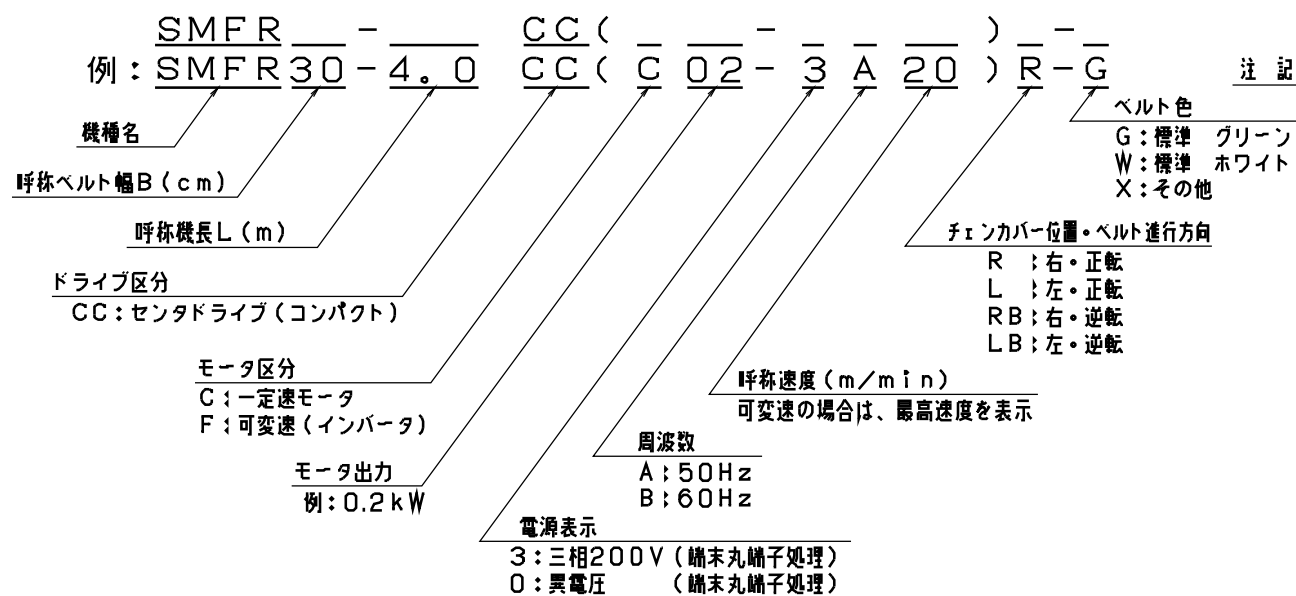 SMFR - CC( - ) -
例：SMFR30-4.0 CC(C02-3A20)R-G
注 記
機種名
ベルト色
G：標準 グリーン
W：標準 ホワイト
X：その他
呼称ベルト幅B(cm)
呼称機長L(m)
チェンカバー位置・ベルト進行方向
R ：右・正転
L ：左・正転
RB：右・逆転
LB：左・逆転
ドライブ区分
CC：センタドライブ(コンパクト)
モータ区分
C：一定速モータ
F：可変速(インバータ)
呼称速度(m/min)
可変速の場合は、最高速度を表示
周波数
A：50Hz
B：60Hz
モータ出力
例：0.2kW
電源表示
3：三相200V(端末丸端子処理)
0：異電圧 (端末丸端子処理)